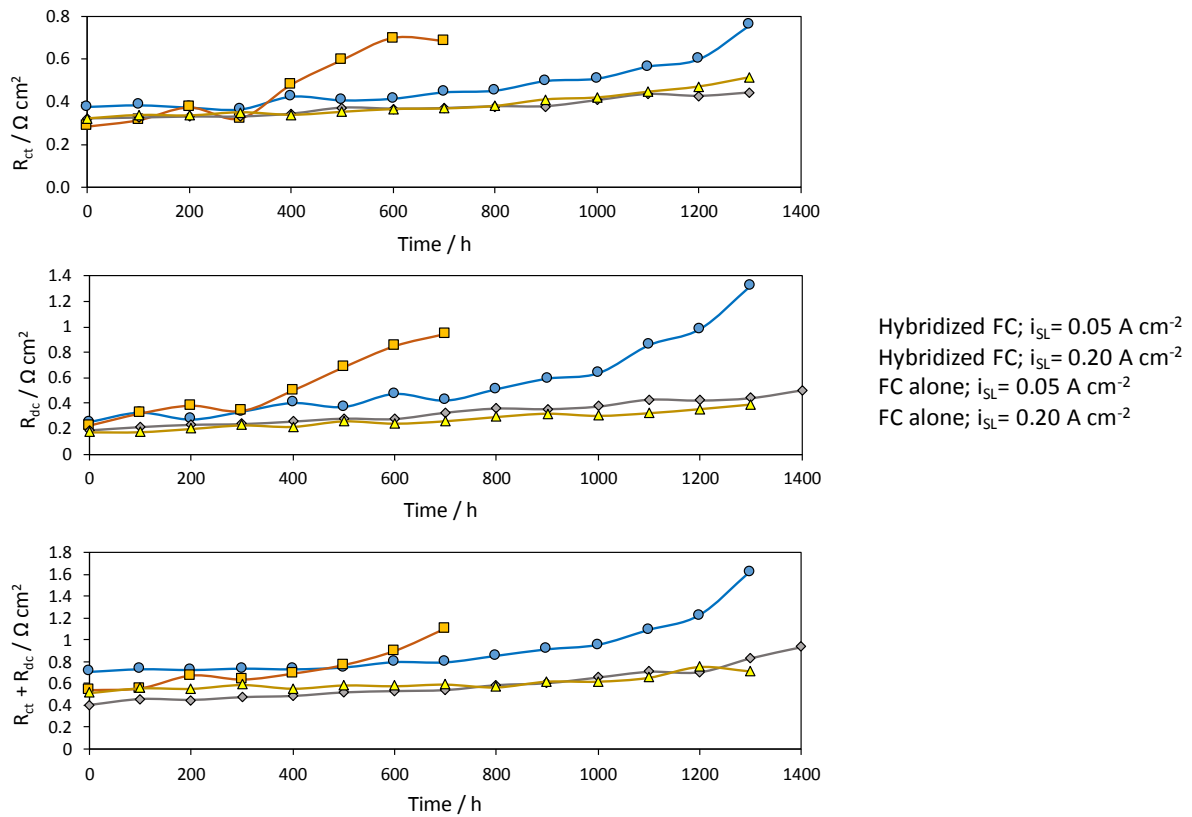 0.8
0.6
0.4
0.2
0.0
R_ct / Ω cm²
0 200 400 600 800 1000 1200 1400
Time / h
1.4
1.2
1
0.8
0.6
0.4
0.2
0
R_dc / Ω cm²
0 200 400 600 800 1000 1200 1400
Time / h
Hybridized FC; i_SL= 0.05 A cm⁻²
Hybridized FC; i_SL= 0.20 A cm⁻²
FC alone; i_SL= 0.05 A cm⁻²
FC alone; i_SL= 0.20 A cm⁻²
1.8
1.6
1.4
1.2
1
0.8
0.6
0.4
0.2
0
R_ct + R_dc / Ω cm²
0 200 400 600 800 1000 1200 1400
Time / h